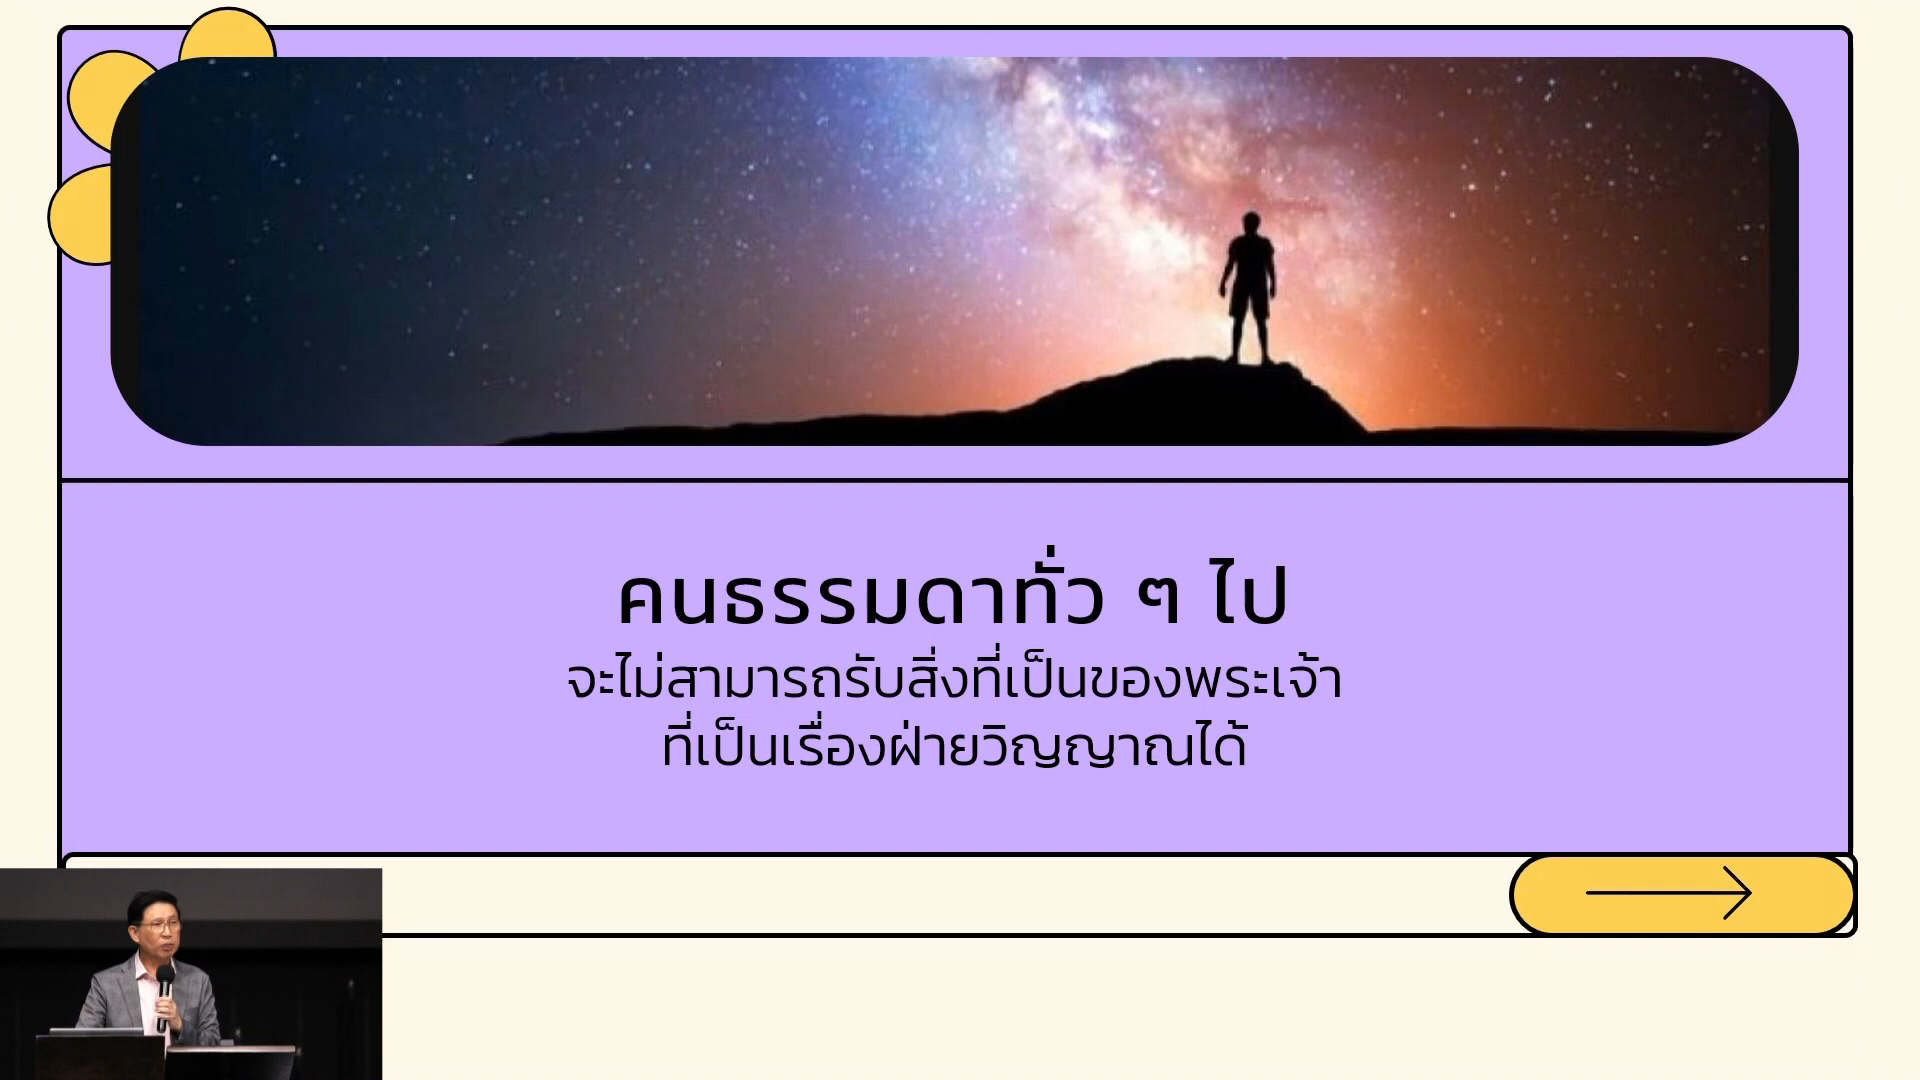 คนธรรมดาทั่ว ๆ ไป
จะไม่สามารถรับสิ่งที่เป็นของพระเจ้า
ที่เป็นเรื่องฝ่ายวิญญาณได้